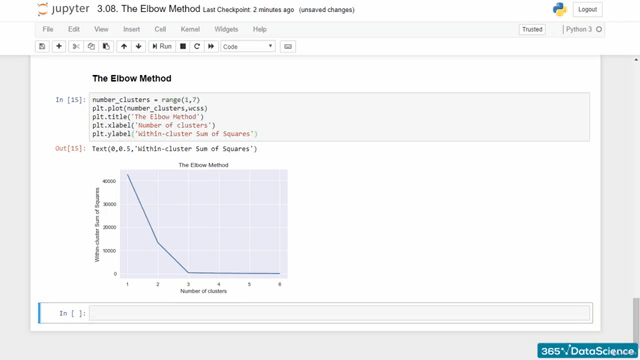 jupyter 3.08. The Elbow Method Last Checkpoint: 2 minutes ago (unsaved changes) Logout
File Edit View Insert Cell Kernel Widgets Help Trusted Python 3
Run Code
The Elbow Method
In [15]: number_clusters = range(1,7)
plt.plot(number_clusters,wcss)
plt.title('The Elbow Method')
plt.xlabel('Number of clusters')
plt.ylabel('Within-cluster Sum of Squares')
Out[15]: Text(0,0.5,'Within-cluster Sum of Squares')
The Elbow Method
Within-cluster Sum of Squares
40000
30000
20000
10000
0
1 2 3 4 5 6
Number of clusters
In [ ]:
365 DataScience